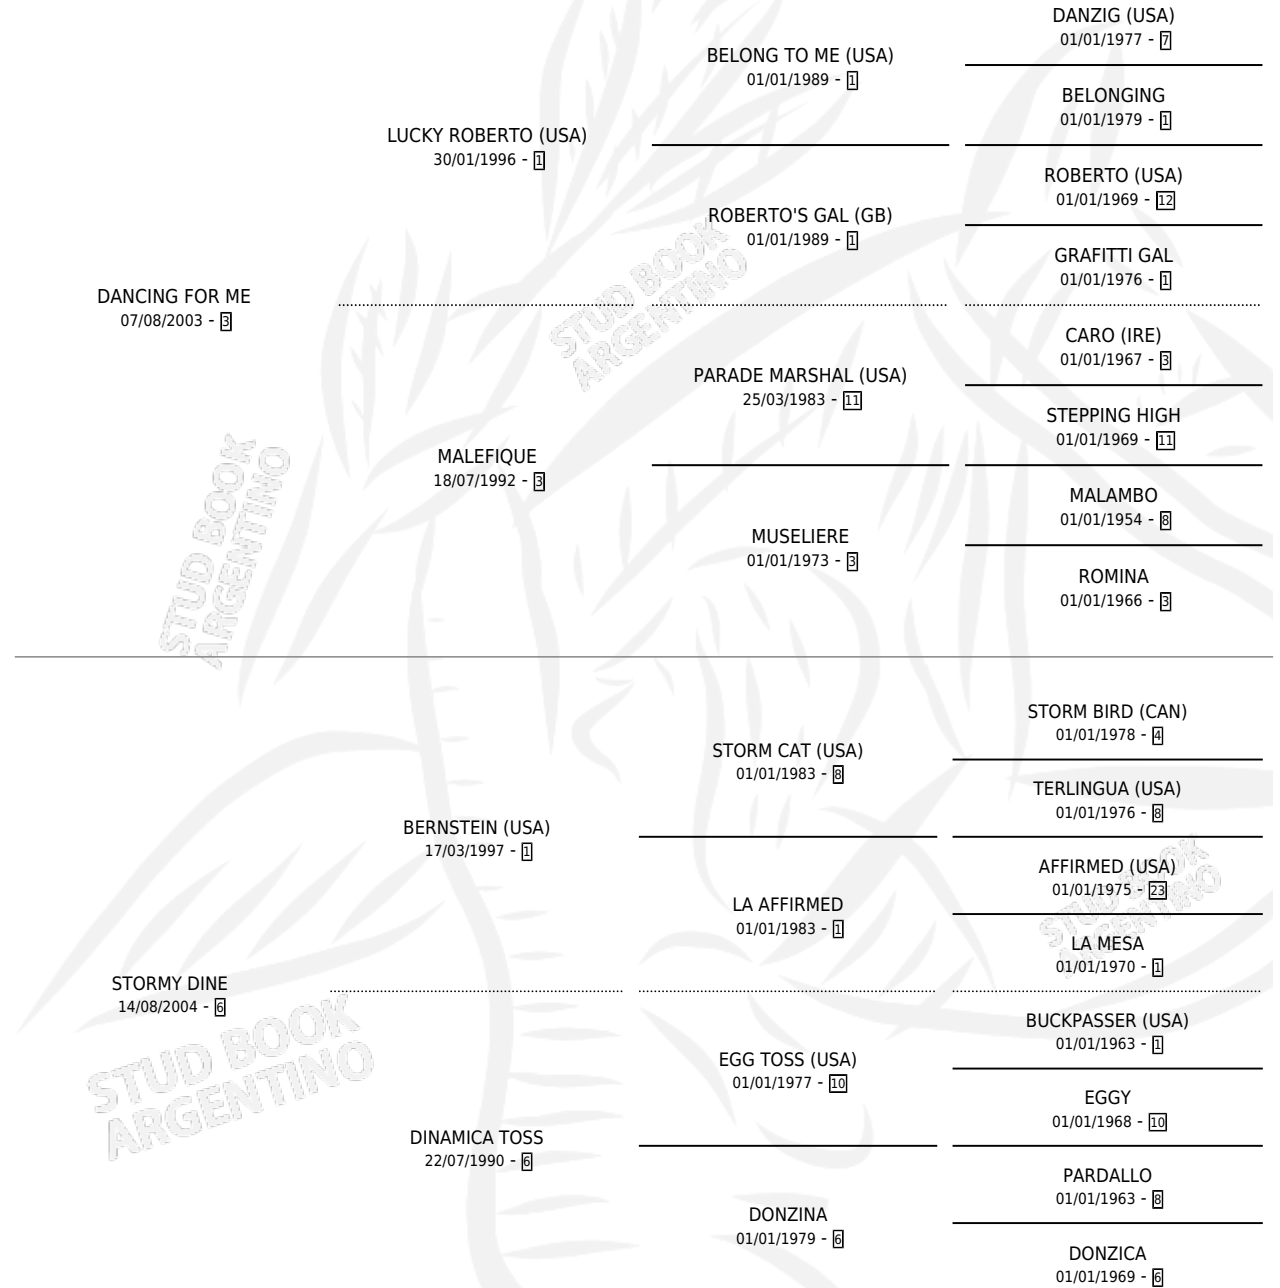 DANZIG (USA)
01/01/1977 - 7
BELONG TO ME (USA)
01/01/1989 - 1
BELONGING
01/01/1979 - 1
LUCKY ROBERTO (USA)
30/01/1996 - 1
ROBERTO (USA)
01/01/1969 - 12
ROBERTO'S GAL (GB)
01/01/1989 - 1
GRAFITTI GAL
01/01/1976 - 1
DANCING FOR ME
07/08/2003 - 3
STUD BOOK
ARGENTINO
CARO (IRE)
01/01/1967 - 3
PARADE MARSHAL (USA)
25/03/1983 - 11
STEPPING HIGH
01/01/1969 - 11
MALEFIQUE
18/07/1992 - 3
MALAMBO
01/01/1954 - 8
MUSELIERE
01/01/1973 - 3
ROMINA
01/01/1966 - 3
STUD BOOK
ARGENTINO
STORM BIRD (CAN)
01/01/1978 - 4
STORM CAT (USA)
01/01/1983 - 8
TERLINGUA (USA)
01/01/1976 - 8
BERNSTEIN (USA)
17/03/1997 - 1
AFFIRMED (USA)
01/01/1975 - 23
LA AFFIRMED
01/01/1983 - 1
LA MESA
01/01/1970 - 1
STUD BOOK
ARGENTINO
STORMY DINE
14/08/2004 - 6
BUCKPASSER (USA)
01/01/1963 - 1
EGG TOSS (USA)
01/01/1977 - 10
EGGY
01/01/1968 - 10
STUD BOOK
ARGENTINO
DINAMICA TOSS
22/07/1990 - 6
PARDALLO
01/01/1963 - 8
DONZINA
01/01/1979 - 6
DONZICA
01/01/1969 - 6